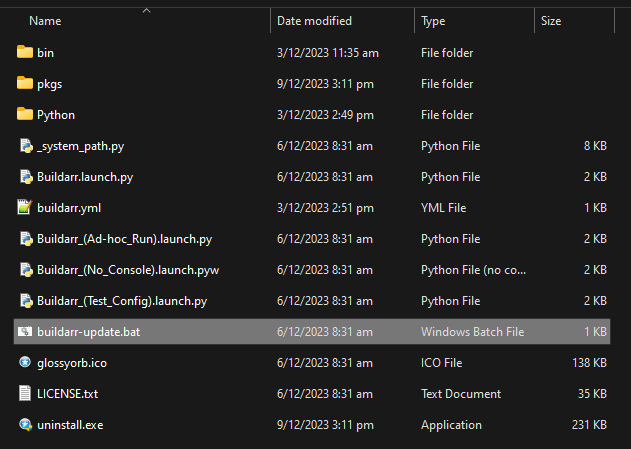 Name Date modified Type Size
bin 3/12/2023 11:35 am File folder
pkgs 9/12/2023 3:11 pm File folder
Python 3/12/2023 2:49 pm File folder
_system_path.py 6/12/2023 8:31 am Python File 8 KB
Buildarr.launch.py 6/12/2023 8:31 am Python File 2 KB
buildarr.yml 3/12/2023 2:51 pm YML File 1 KB
Buildarr_(Ad-hoc_Run).launch.py 6/12/2023 8:31 am Python File 2 KB
Buildarr_(No_Console).launch.pyw 6/12/2023 8:31 am Python File (no co... 2 KB
Buildarr_(Test_Config).launch.py 6/12/2023 8:31 am Python File 2 KB
buildarr-update.bat 6/12/2023 8:31 am Windows Batch File 1 KB
glossyorb.ico 6/12/2023 8:31 am ICO File 138 KB
LICENSE.txt 6/12/2023 8:31 am Text Document 35 KB
uninstall.exe 9/12/2023 3:11 pm Application 231 KB